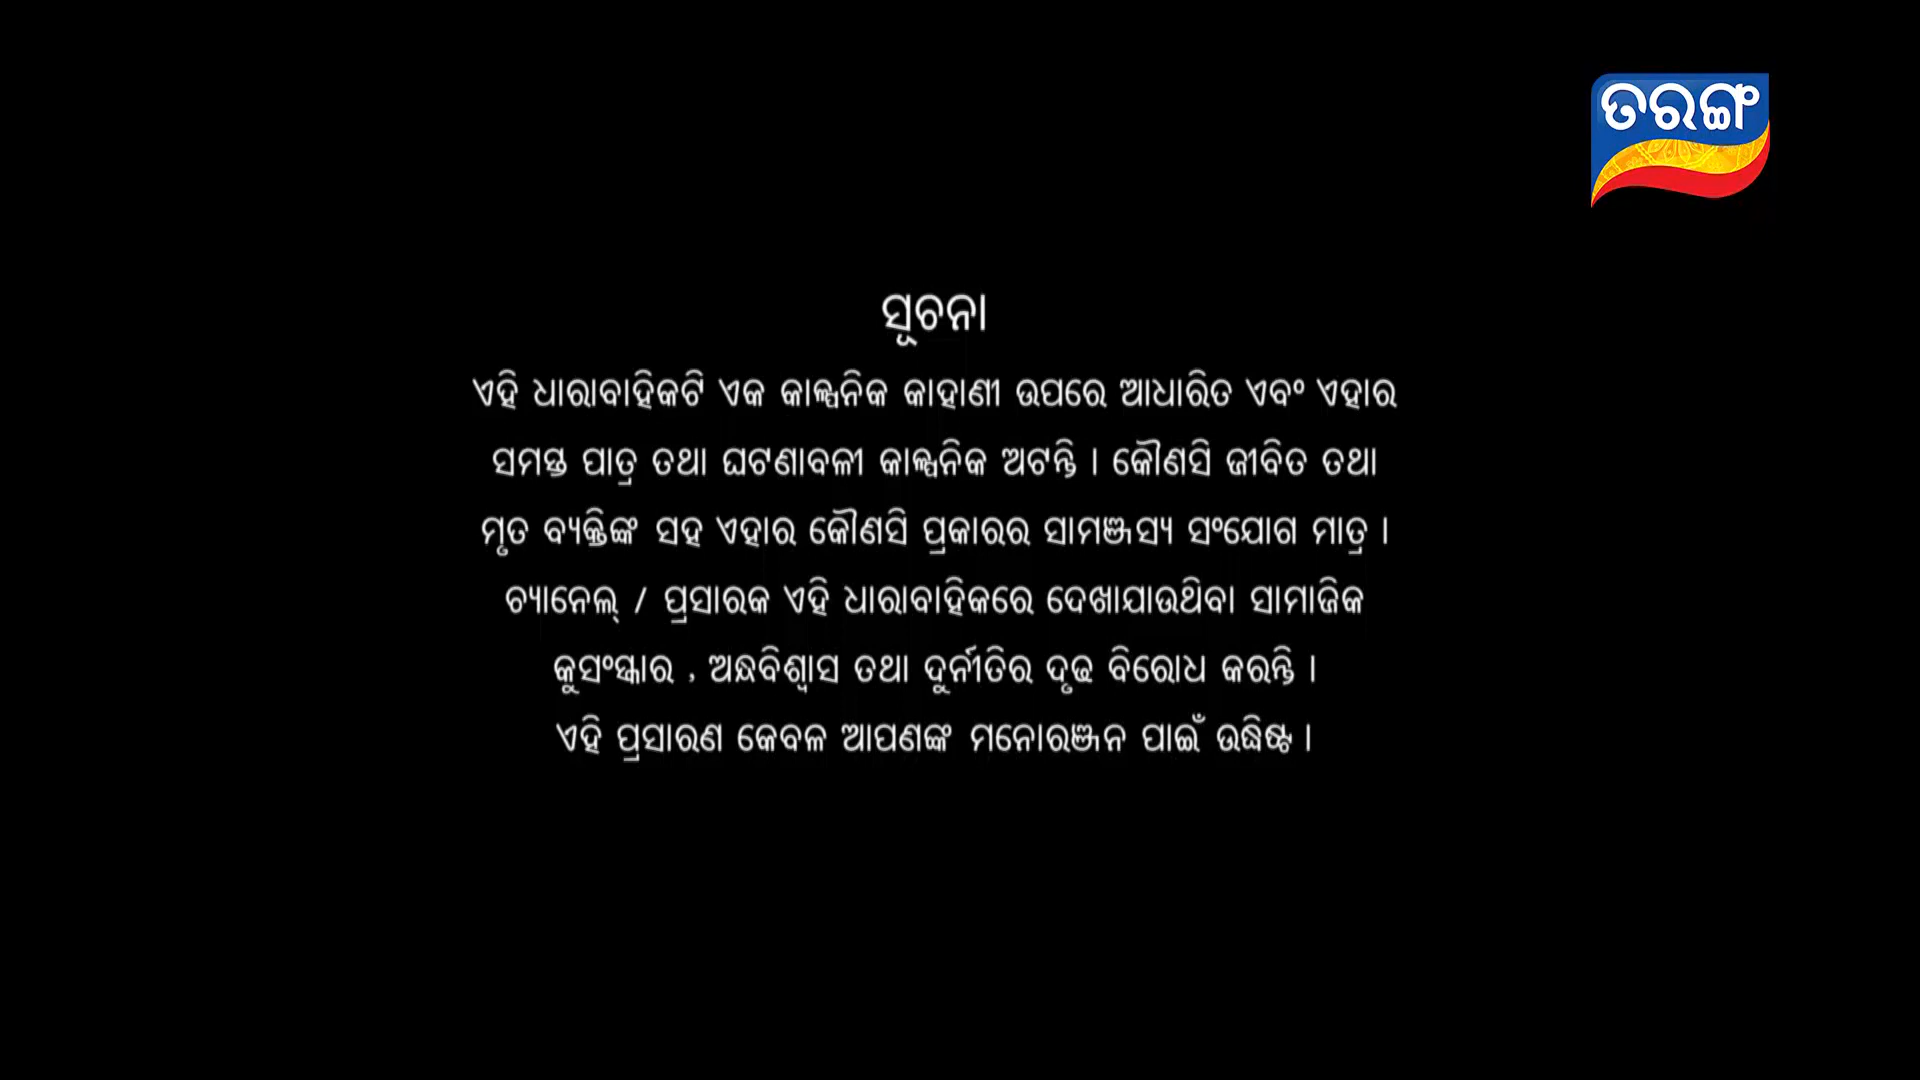 ତରଙ୍ଗ
ସୂଚନା
ଏହି ଧାରାବାହିକଟି ଏକ କାଳ୍ପନିକ କାହାଣୀ ଉପରେ ଆଧାରିତ ଏବଂ ଏହାର
ସମସ୍ତ ପାତ୍ର ତଥା ଘଟଣାବଳୀ କାଳ୍ପନିକ ଅଟନ୍ତି । କୌଣସି ଜୀବିତ ତଥା
ମୃତ ବ୍ୟକ୍ତିଙ୍କ ସହ ଏହାର କୌଣସି ପ୍ରକାରର ସାମଞ୍ଜସ୍ୟ ସଂଯୋଗ ମାତ୍ର ।
ଚ୍ୟାନେଲ୍ / ପ୍ରସାରକ ଏହି ଧାରାବାହିକରେ ଦେଖାଯାଉଥିବା ସାମାଜିକ
କୁସଂସ୍କାର , ଅନ୍ଧବିଶ୍ୱାସ ତଥା ଦୁର୍ନୀତିର ଦୃଢ ବିରୋଧ କରନ୍ତି ।
ଏହି ପ୍ରସାରଣ କେବଳ ଆପଣଙ୍କ ମନୋରଞ୍ଜନ ପାଇଁ ଉଦ୍ଧିଷ୍ଟ ।